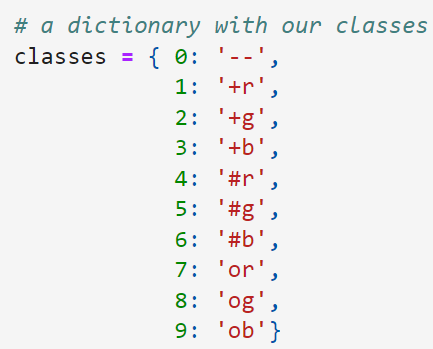 # a dictionary with our classes
classes = { 0: '--',
1: '+r',
2: '+g',
3: '+b',
4: '#r',
5: '#g',
6: '#b',
7: 'or',
8: 'og',
9: 'ob'}